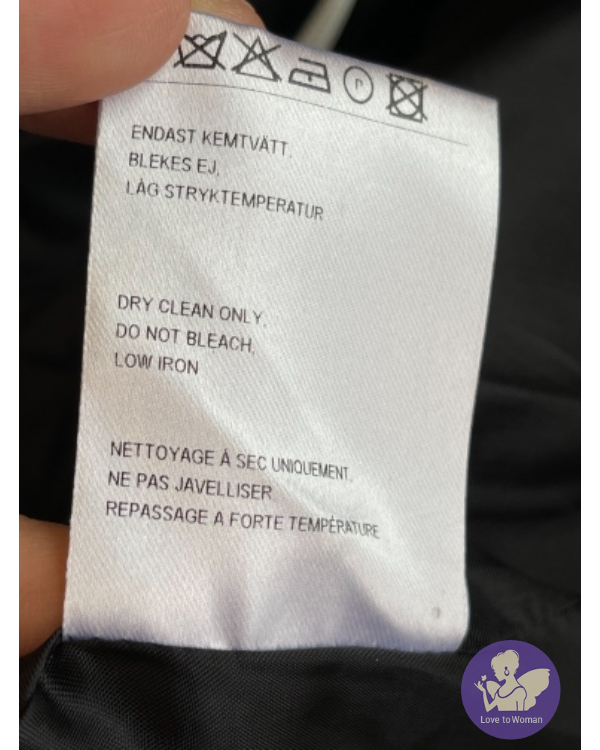 P
ENDAST KEMTVÄTT.
BLEKES EJ.
LÅG STRYKTEMPERATUR
DRY CLEAN ONLY.
DO NOT BLEACH.
LOW IRON
NETTOYAGE Á SEC UNIQUEMENT.
NE PAS JAVELLISER
REPASSAGE A FORTE TEMPÉRATURE
Love to Woman